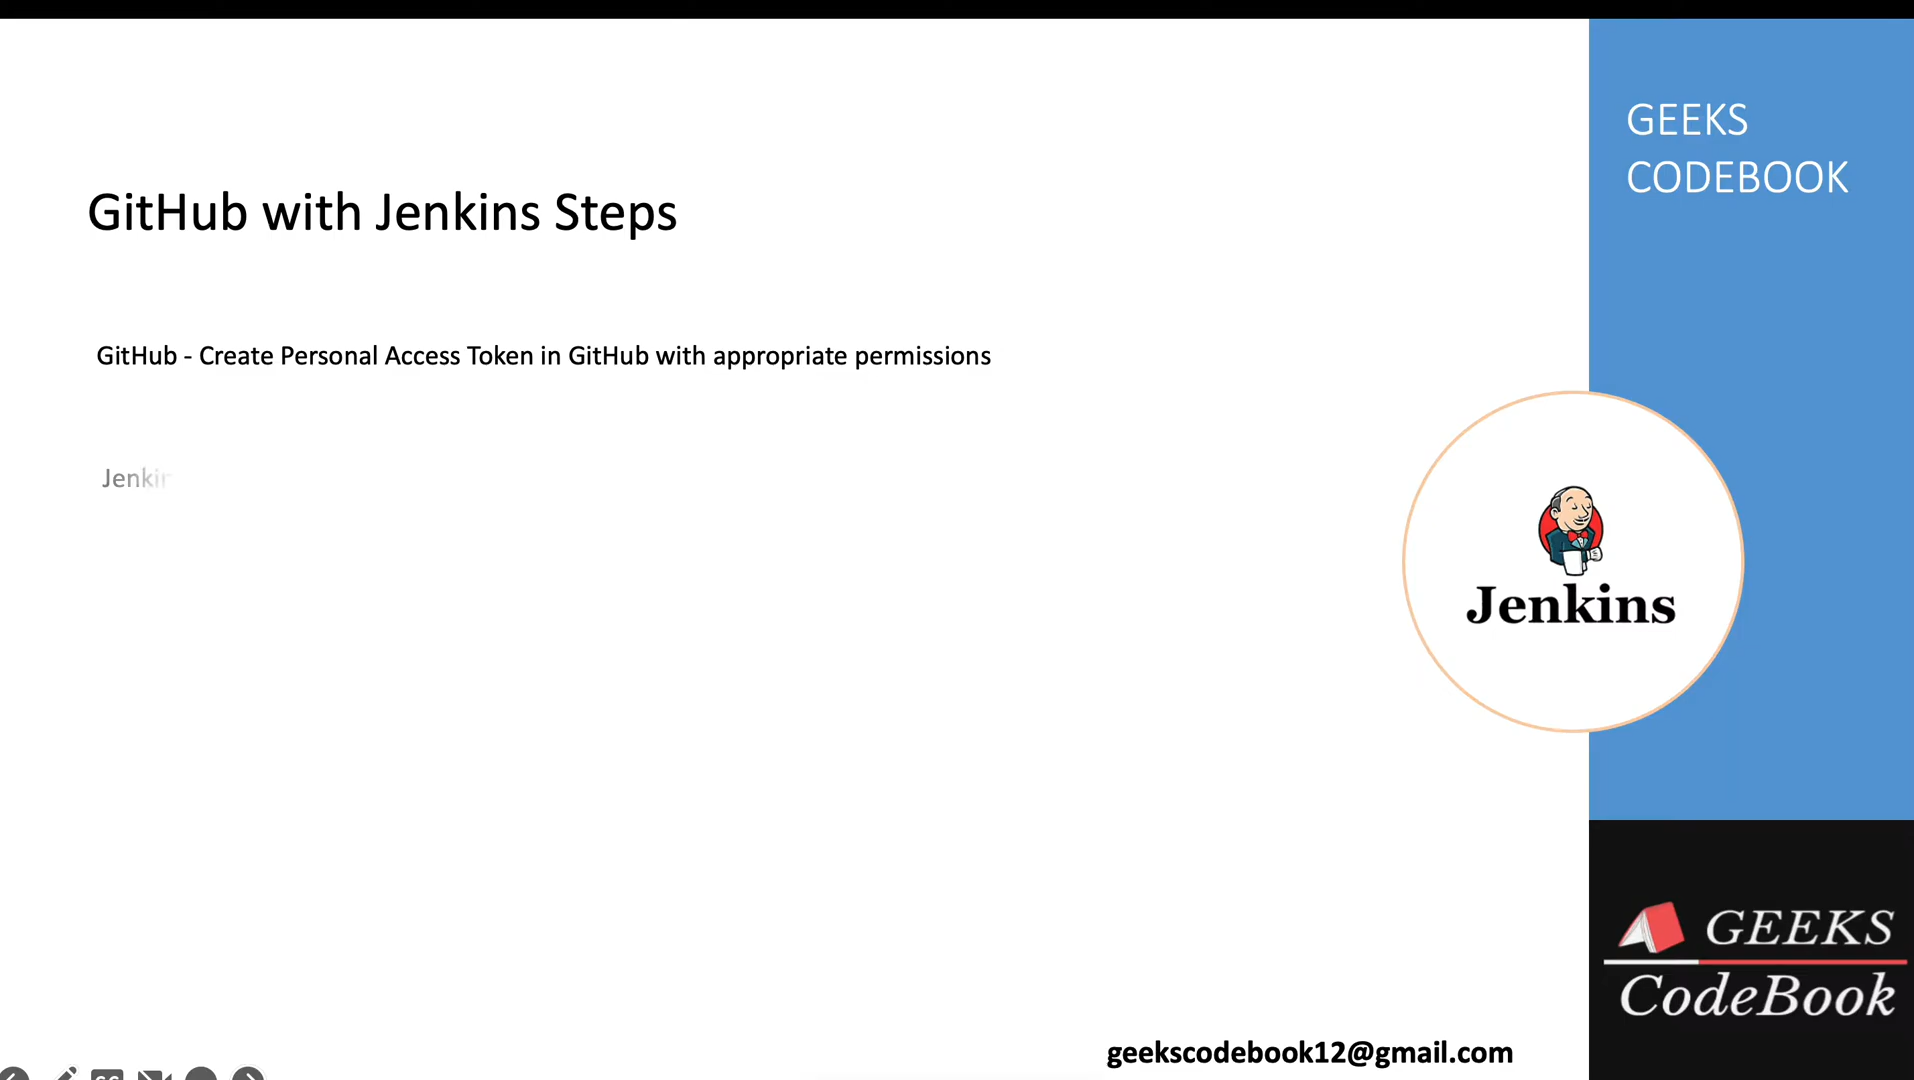 GEEKS
CODEBOOK
GitHub with Jenkins Steps
GitHub - Create Personal Access Token in GitHub with appropriate permissions
Jenkins
GEEKS
CodeBook
geekscodebook12@gmail.com